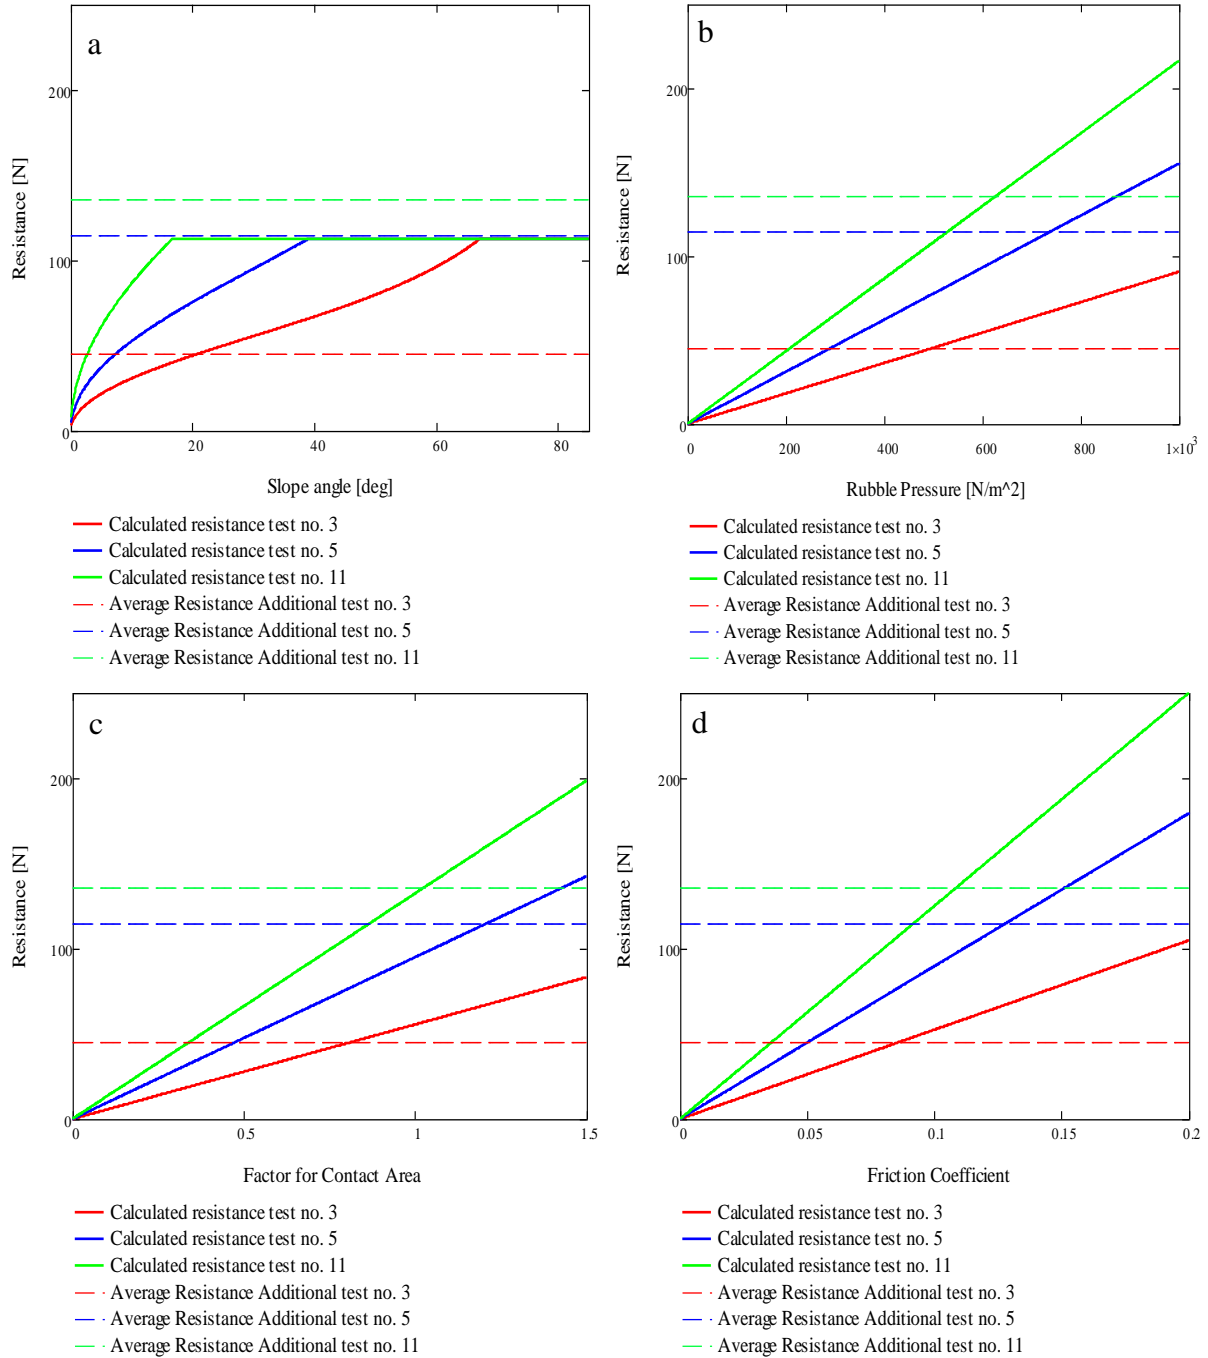 a
200
100
0
Resistance [N]
0 20 40 60 80
Slope angle [deg]
Calculated resistance test no. 3
Calculated resistance test no. 5
Calculated resistance test no. 11
Average Resistance Additional test no. 3
Average Resistance Additional test no. 5
Average Resistance Additional test no. 11
b
200
100
0
Resistance [N]
0 200 400 600 800 1×10³
Rubble Pressure [N/m^2]
Calculated resistance test no. 3
Calculated resistance test no. 5
Calculated resistance test no. 11
Average Resistance Additional test no. 3
Average Resistance Additional test no. 5
Average Resistance Additional test no. 11
c
200
100
0
Resistance [N]
0 0.5 1 1.5
Factor for Contact Area
Calculated resistance test no. 3
Calculated resistance test no. 5
Calculated resistance test no. 11
Average Resistance Additional test no. 3
Average Resistance Additional test no. 5
Average Resistance Additional test no. 11
d
200
100
0
Resistance [N]
0 0.05 0.1 0.15 0.2
Friction Coefficient
Calculated resistance test no. 3
Calculated resistance test no. 5
Calculated resistance test no. 11
Average Resistance Additional test no. 3
Average Resistance Additional test no. 5
Average Resistance Additional test no. 11